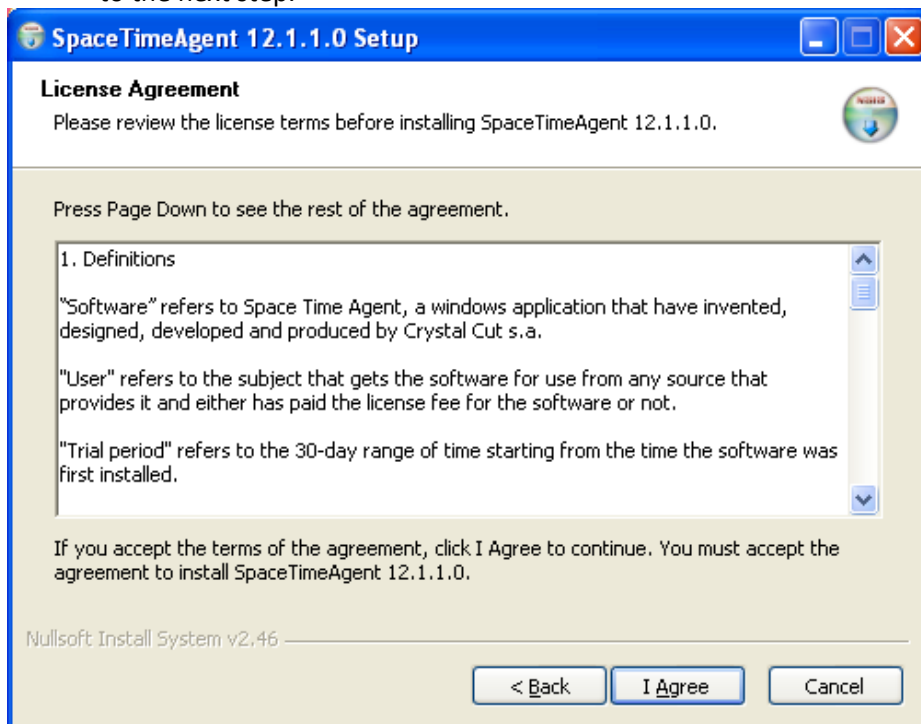 to the next step.
SpaceTimeAgent 12.1.1.0 Setup
License Agreement
Please review the license terms before installing SpaceTimeAgent 12.1.1.0.
Press Page Down to see the rest of the agreement.
1. Definitions
“Software” refers to Space Time Agent, a windows application that have invented,
designed, developed and produced by Crystal Cut s.a.
"User" refers to the subject that gets the software for use from any source that
provides it and either has paid the license fee for the software or not.
"Trial period" refers to the 30-day range of time starting from the time the software was
first installed.
If you accept the terms of the agreement, click I Agree to continue. You must accept the
agreement to install SpaceTimeAgent 12.1.1.0.
Nullsoft Install System v2.46
< Back I Agree Cancel